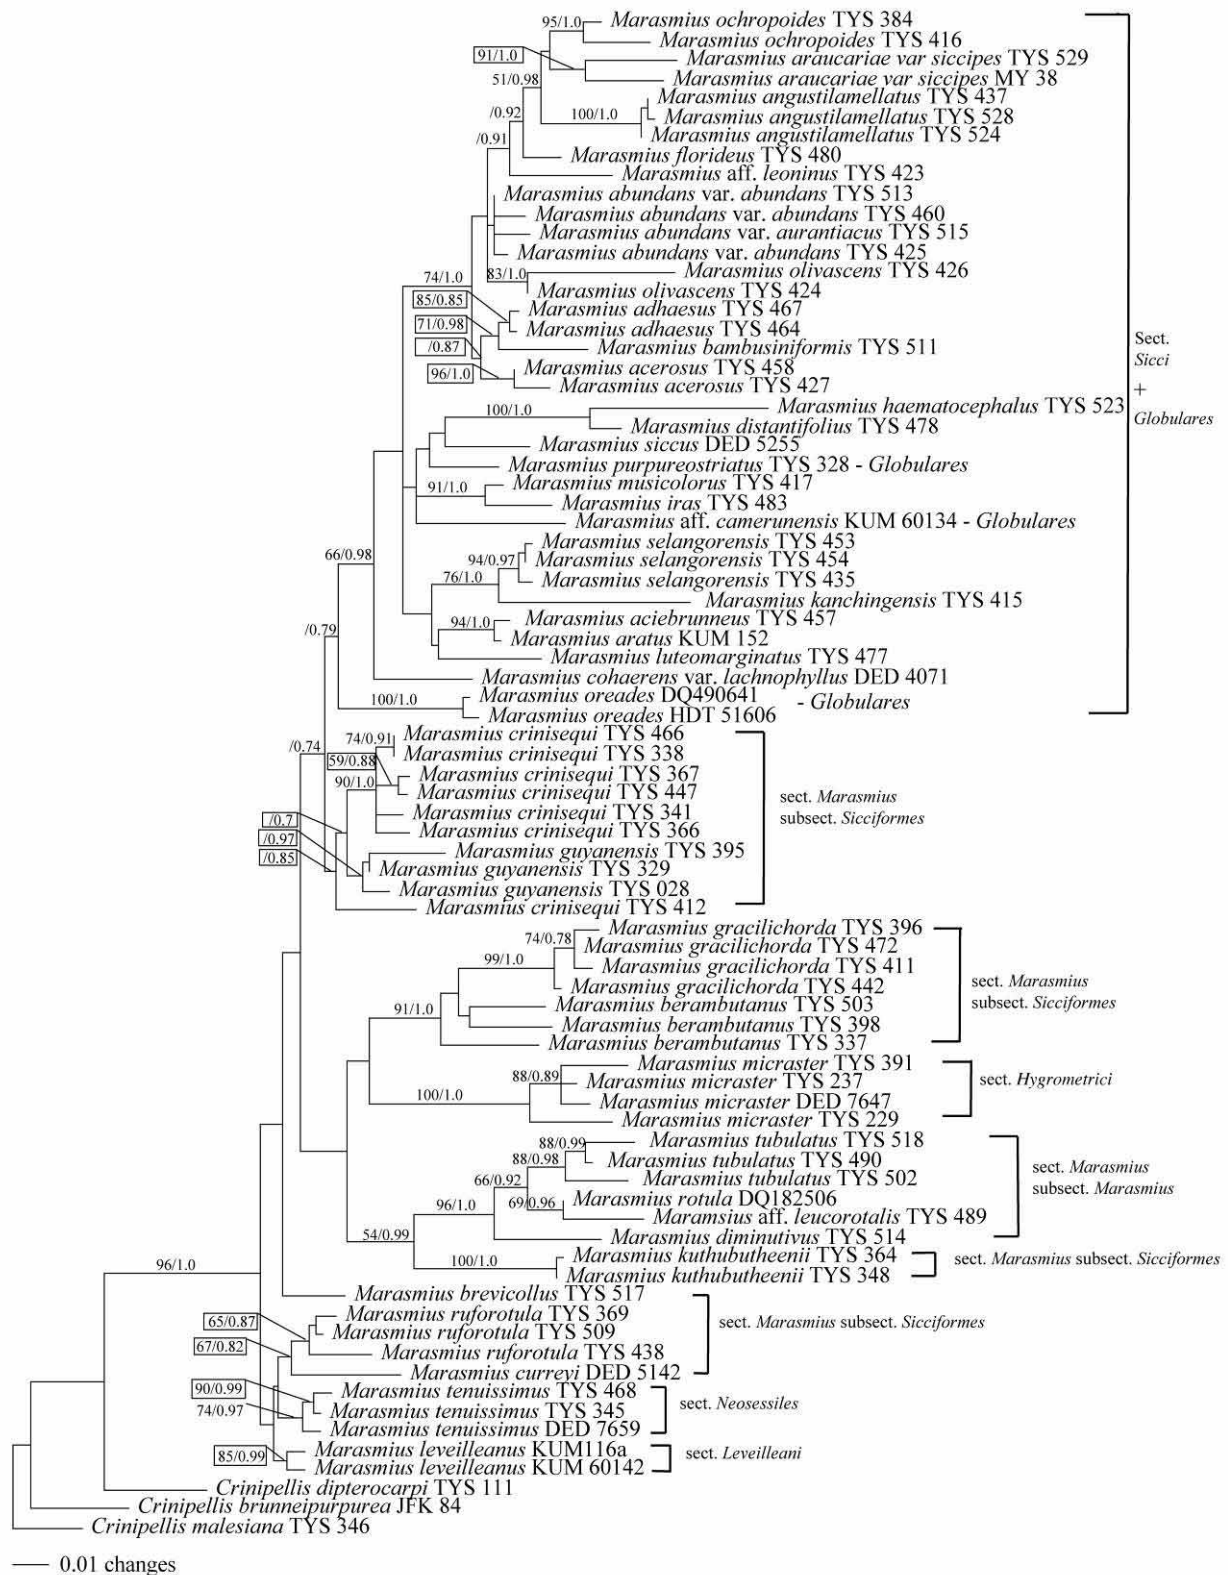 95/1.0
Marasmius ochropoides TYS 384
Marasmius ochropoides TYS 416
91/1.0
Marasmius araucariae var siccipes TYS 529
51/0.98
Marasmius araucariae var siccipes MY 38
Marasmius angustilamellatus TYS 437
/0.92
100/1.0
Marasmius angustilamellatus TYS 528
Marasmius angustilamellatus TYS 524
/0.91
Marasmius florideus TYS 480
Marasmius aff. leoninus TYS 423
Marasmius abundans var. abundans TYS 513
Marasmius abundans var. abundans TYS 460
Marasmius abundans var. aurantiacus TYS 515
Marasmius abundans var. abundans TYS 425
74/1.0
83/1.0
Marasmius olivascens TYS 426
Marasmius olivascens TYS 424
85/0.85
Marasmius adhaesus TYS 467
71/0.98
Marasmius adhaesus TYS 464
/0.87
Marasmius bambusiniformis TYS 511
96/1.0
Marasmius acerosus TYS 458
Marasmius acerosus TYS 427
Sect.
Sicci
+
Globulares
100/1.0
Marasmius haematocephalus TYS 523
Marasmius distantifolius TYS 478
Marasmius siccus DED 5255
Marasmius purpureostriatus TYS 328 - Globulares
91/1.0
Marasmius musicolorus TYS 417
Marasmius iras TYS 483
Marasmius aff. camerunensis KUM 60134 - Globulares
66/0.98
Marasmius selangorensis TYS 453
94/0.97
Marasmius selangorensis TYS 454
76/1.0
Marasmius selangorensis TYS 435
Marasmius kanchingensis TYS 415
/0.79
94/1.0
Marasmius aciebrunneus TYS 457
Marasmius aratus KUM 152
Marasmius luteomarginatus TYS 477
Marasmius cohaerens var. lachnophyllus DED 4071
100/1.0
Marasmius oreades DQ490641
- Globulares
Marasmius oreades HDT 51606
/0.74
74/0.91
Marasmius crinisequi TYS 466
59/0.88
Marasmius crinisequi TYS 338
90/1.0
Marasmius crinisequi TYS 367
Marasmius crinisequi TYS 447
Marasmius crinisequi TYS 341
/0.7
Marasmius crinisequi TYS 366
/0.97
Marasmius guyanensis TYS 395
/0.85
Marasmius guyanensis TYS 329
Marasmius guyanensis TYS 028
Marasmius crinisequi TYS 412
sect. Marasmius
subsect. Sicciformes
74/0.78
Marasmius gracilichorda TYS 396
Marasmius gracilichorda TYS 472
99/1.0
Marasmius gracilichorda TYS 411
Marasmius gracilichorda TYS 442
91/1.0
Marasmius berambutanus TYS 503
Marasmius berambutanus TYS 398
Marasmius berambutanus TYS 337
sect. Marasmius
subsect. Sicciformes
88/0.89
Marasmius micraster TYS 391
Marasmius micraster TYS 237
100/1.0
Marasmius micraster DED 7647
Marasmius micraster TYS 229
sect. Hygrometrici
88/0.99
Marasmius tubulatus TYS 518
88/0.98
Marasmius tubulatus TYS 490
66/0.92
Marasmius tubulatus TYS 502
96/1.0
69/0.96
Marasmius rotula DQ182506
Maramsius aff. leucorotalis TYS 489
54/0.99
Marasmius diminutivus TYS 514
sect. Marasmius
subsect. Marasmius
100/1.0
Marasmius kuthubutheenii TYS 364
Marasmius kuthubutheenii TYS 348
sect. Marasmius subsect. Sicciformes
96/1.0
Marasmius brevicollus TYS 517
65/0.87
Marasmius ruforotula TYS 369
67/0.82
Marasmius ruforotula TYS 509
Marasmius ruforotula TYS 438
Marasmius curreyi DED 5142
sect. Marasmius subsect. Sicciformes
90/0.99
Marasmius tenuissimus TYS 468
74/0.97
Marasmius tenuissimus TYS 345
Marasmius tenuissimus DED 7659
sect. Neosessiles
85/0.99
Marasmius leveilleanus KUM116a
Marasmius leveilleanus KUM 60142
sect. Leveilleani
Crinipellis dipterocarpi TYS 111
Crinipellis brunneipurpurea JFK 84
Crinipellis malesiana TYS 346
0.01 changes